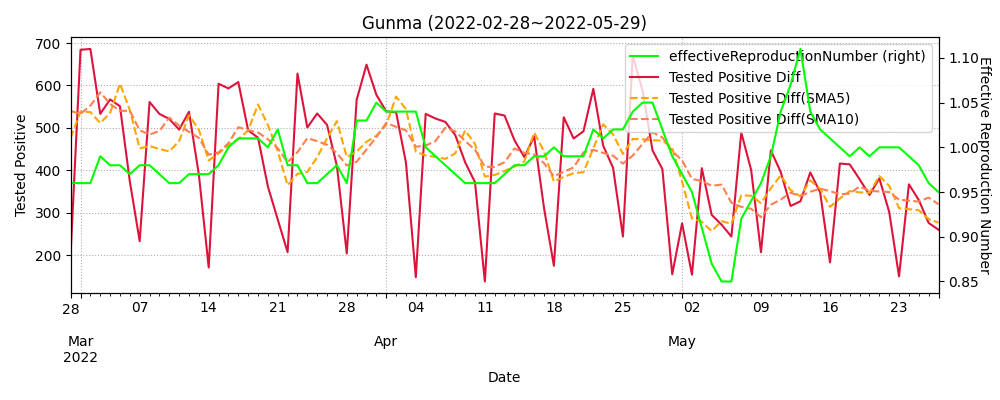 Gunma (2022-02-28~2022-05-29)
effectiveReproductionNumber (right)
Tested Positive Diff
Tested Positive Diff(SMA5)
Tested Positive Diff(SMA10)
Tested Positive
700
600
500
400
300
200
1.10
1.05
1.00
0.95
0.90
0.85
Effective Reproduction Number
28 07 14 21 28 04 11 18 25 02 09 16 23
Mar Apr May
2022
Date